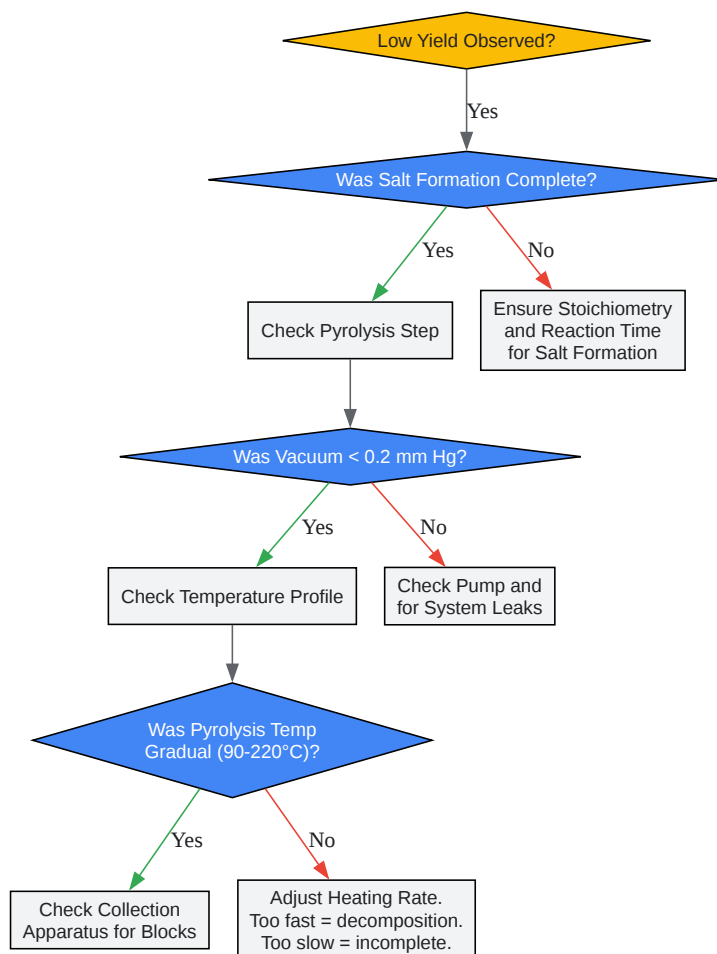 Low Yield Observed?
Yes
Was Salt Formation Complete?
Yes
No
Check Pyrolysis Step
Ensure Stoichiometry
and Reaction Time
for Salt Formation
Was Vacuum < 0.2 mm Hg?
Yes
No
Check Temperature Profile
Check Pump and
for System Leaks
Was Pyrolysis Temp
Gradual (90-220°C)?
Yes
No
Check Collection
Apparatus for Blocks
Adjust Heating Rate.
Too fast = decomposition.
Too slow = incomplete.